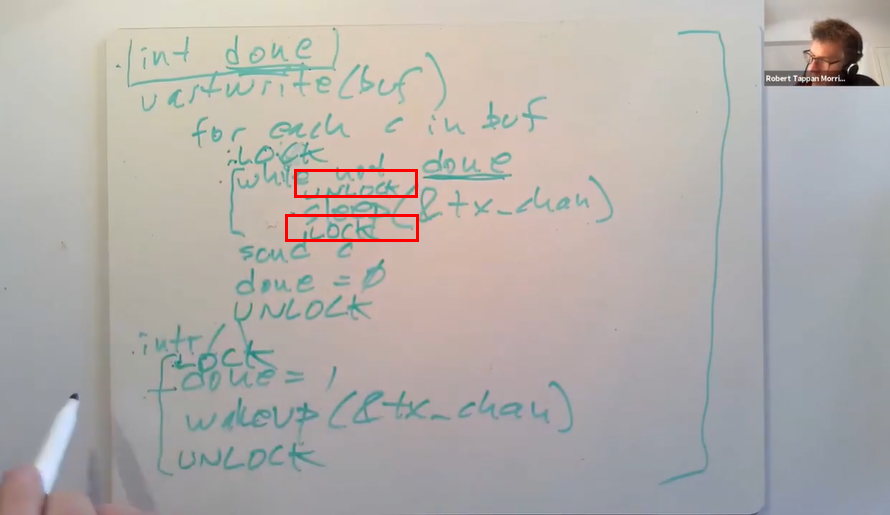 int done
uartwrite(buf)
for each c in buf
LOCK
while not done
UNLOCK
sleep(&tx_chan)
LOCK
send c
done = 0
UNLOCK
intr
LOCK
done = 1
wakeup(&tx_chan)
UNLOCK
Robert Tappan Morri...